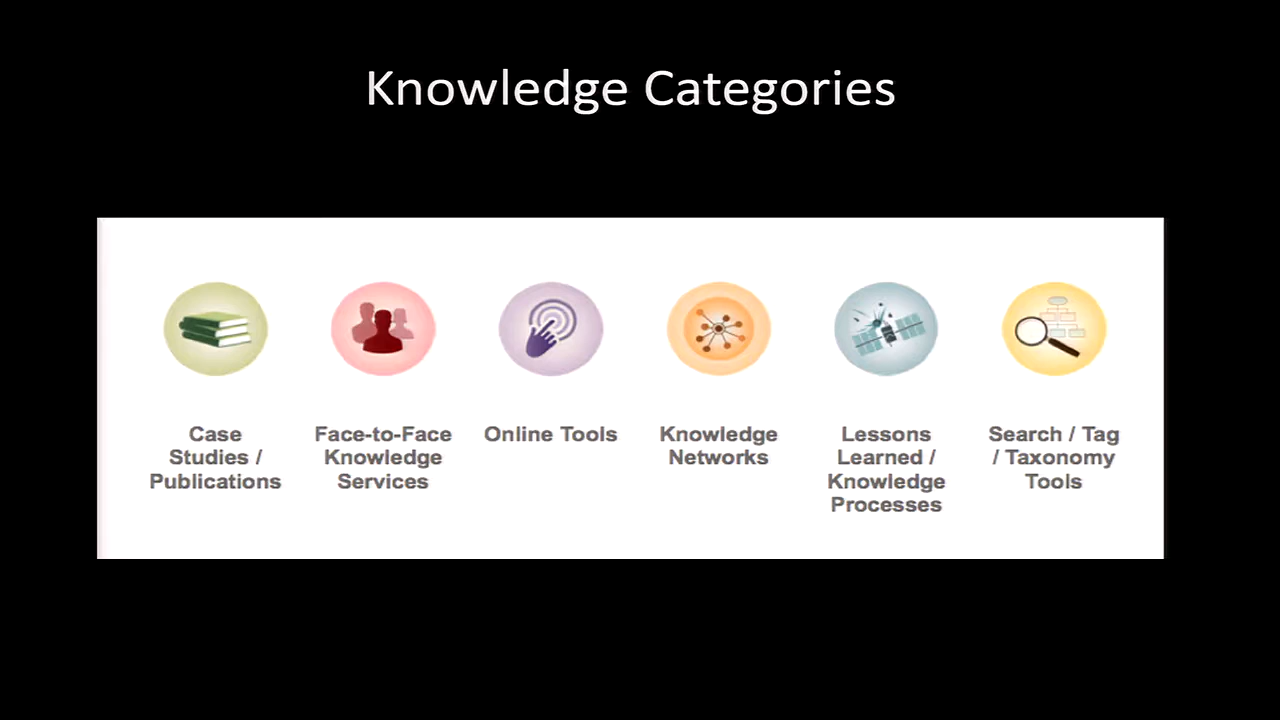 Knowledge Categories
Case
Studies /
Publications
Face-to-Face
Knowledge
Services
Online Tools
Knowledge
Networks
Lessons
Learned /
Knowledge
Processes
Search / Tag
/ Taxonomy
Tools